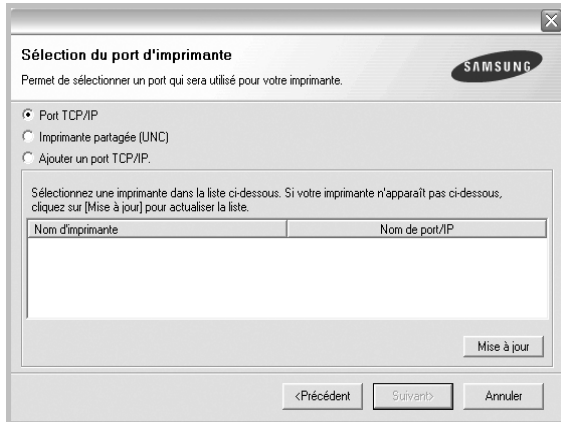 Sélection du port d'imprimante
Permet de sélectionner un port qui sera utilisé pour votre imprimante.
SAMSUNG
Port TCP/IP
Imprimante partagée (UNC)
Ajouter un port TCP/IP.
Sélectionnez une imprimante dans la liste ci-dessous. Si votre imprimante n'apparaît pas ci-dessous,
cliquez sur [Mise à jour] pour actualiser la liste.
Nom d'imprimante Nom de port/IP
Mise à jour
<Précédent Suivant> Annuler